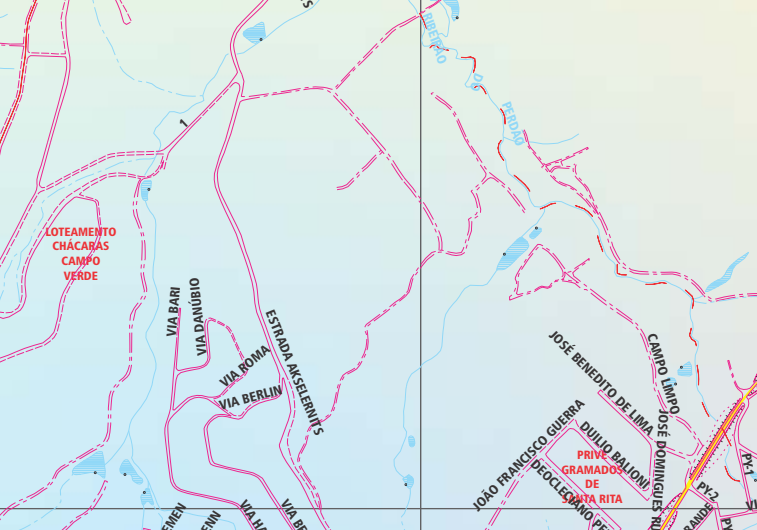 RIBEIRÃO
DO
PERDÃO
1
LOTEAMENTO
CHÁCARAS
CAMPO
VERDE
VIA BARI
VIA DANUBIO
VIA ROMA
VIA BERLIN
ESTRADA AKSELERNITS
JOSÉ BENEDITO DE LIMA
CAMPO LIMPO
JOSÉ DOMINGUES
JOÃO FRANCISCO GUERRA
DUILIO BALIONI
DEOCLECIANO
PRIVÊ
GRAMADOS
DE
SANTA RITA
PY-1
PY-2